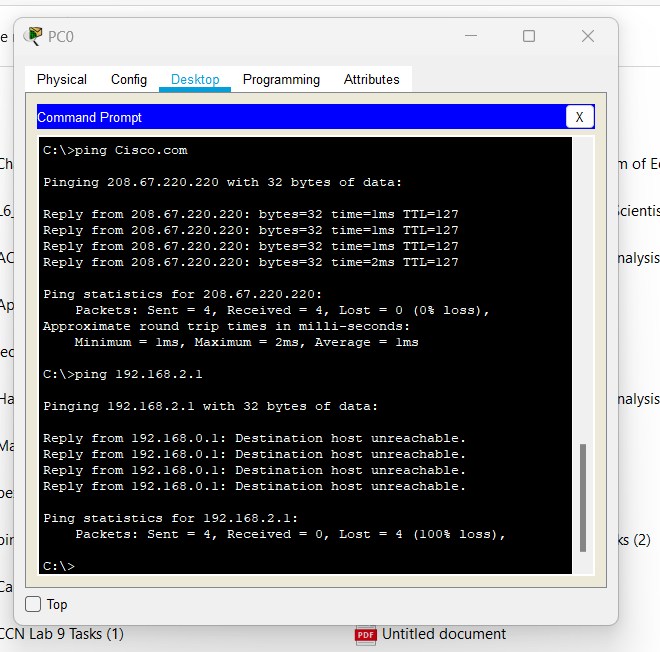 PC0
Physical Config Desktop Programming Attributes
Command Prompt
X
C:\>ping Cisco.com
Pinging 208.67.220.220 with 32 bytes of data:
Reply from 208.67.220.220: bytes=32 time=1ms TTL=127
Reply from 208.67.220.220: bytes=32 time=1ms TTL=127
Reply from 208.67.220.220: bytes=32 time=1ms TTL=127
Reply from 208.67.220.220: bytes=32 time=2ms TTL=127
Ping statistics for 208.67.220.220:
Packets: Sent = 4, Received = 4, Lost = 0 (0% loss),
Approximate round trip times in milli-seconds:
Minimum = 1ms, Maximum = 2ms, Average = 1ms
C:\>ping 192.168.2.1
Pinging 192.168.2.1 with 32 bytes of data:
Reply from 192.168.0.1: Destination host unreachable.
Reply from 192.168.0.1: Destination host unreachable.
Reply from 192.168.0.1: Destination host unreachable.
Reply from 192.168.0.1: Destination host unreachable.
Ping statistics for 192.168.2.1:
Packets: Sent = 4, Received = 0, Lost = 4 (100% loss),
C:\>
Top
CCN Lab 9 Tasks (1)
PDF Untitled document